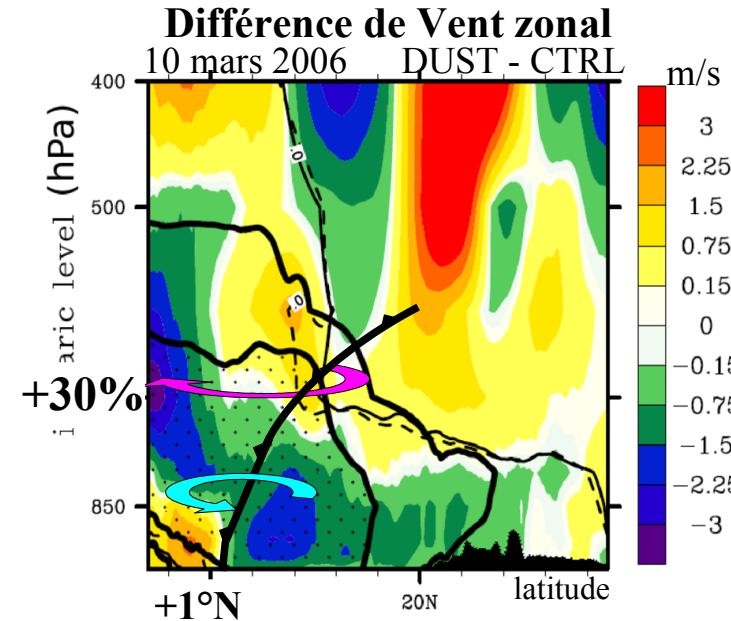 Différence de Vent zonal
10 mars 2006 DUST - CTRL
m/s
400
500
850
i aric level (hPa)
+30%
.0
.0
3
2.25
1.5
0.75
0.15
0
−0.15
−0.75
−1.5
−2.25
−3
+1°N
20N
latitude